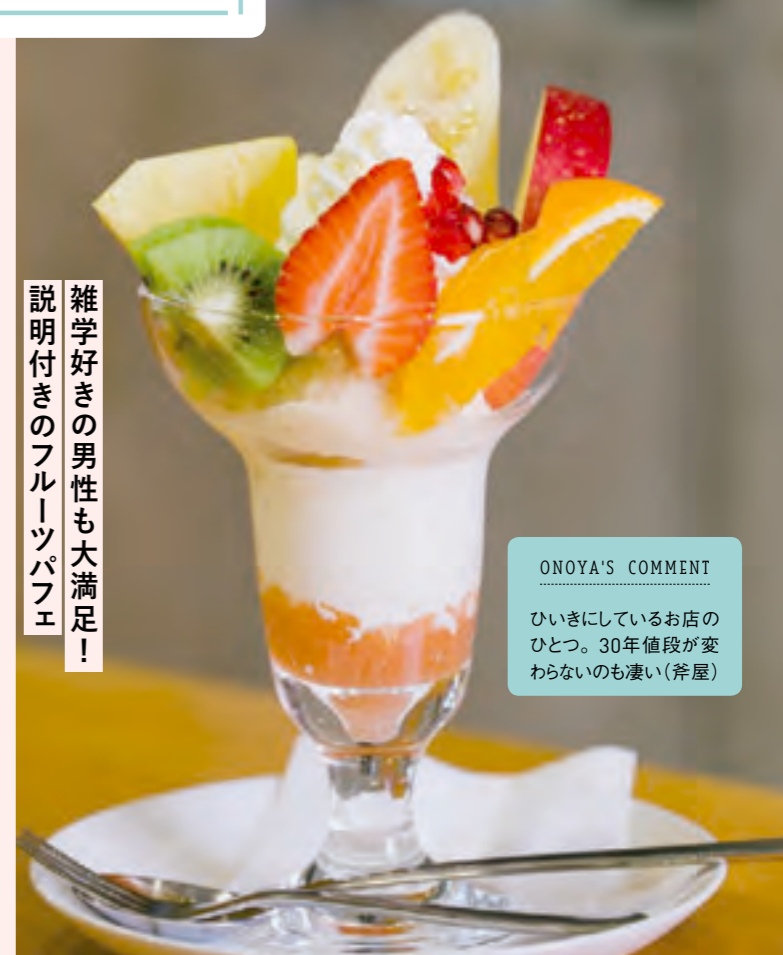 雑学好きの男性も大満足！
説明付きのフルーツパフェ
ONOYA'S COMMENT
ひいきにしているお店の
ひとつ。30年値段が変
わらないのも凄い（斧屋）